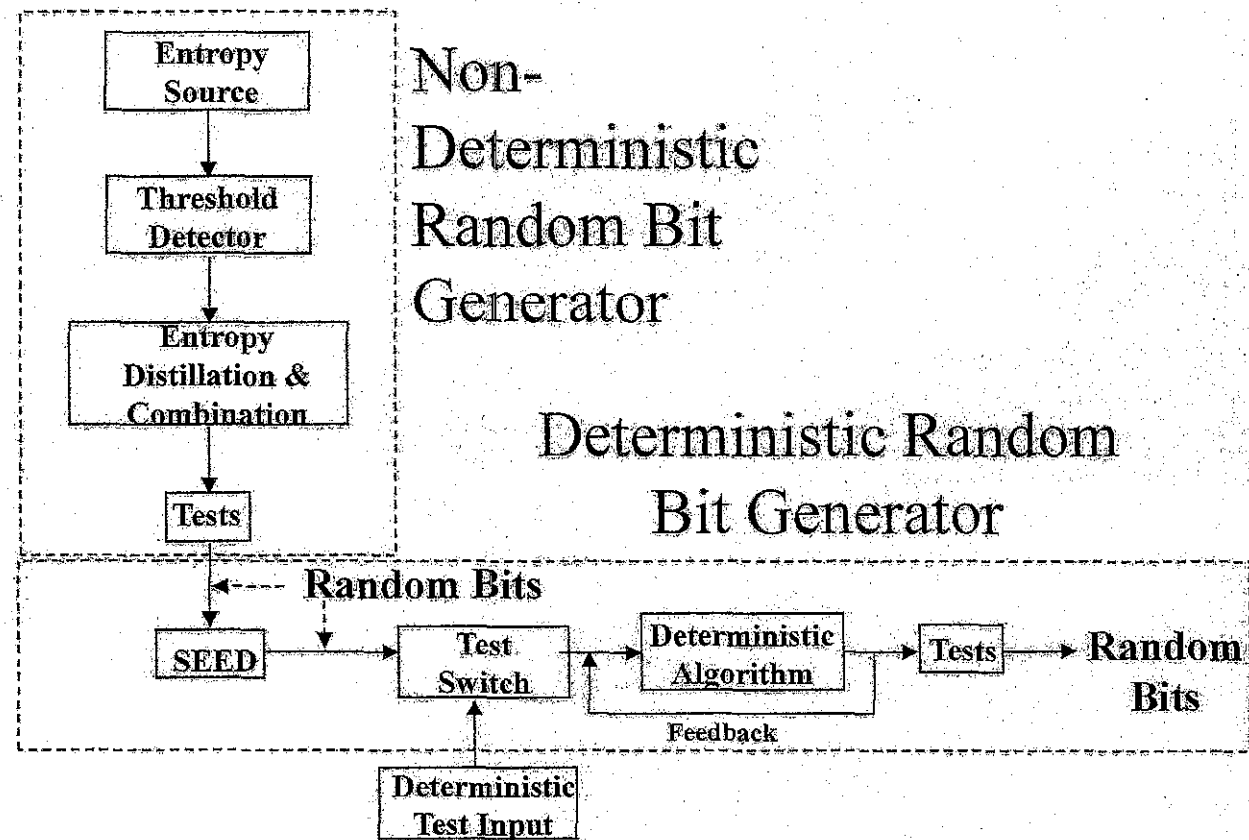 Entropy
Source
Non-
Deterministic
Random Bit
Generator
Threshold
Detector
Entropy
Distillation &
Combination
Deterministic Random
Bit Generator
Tests
Random Bits
SEED
Test
Switch
Deterministic
Algorithm
Tests
Random
Bits
Feedback
Deterministic
Test Input